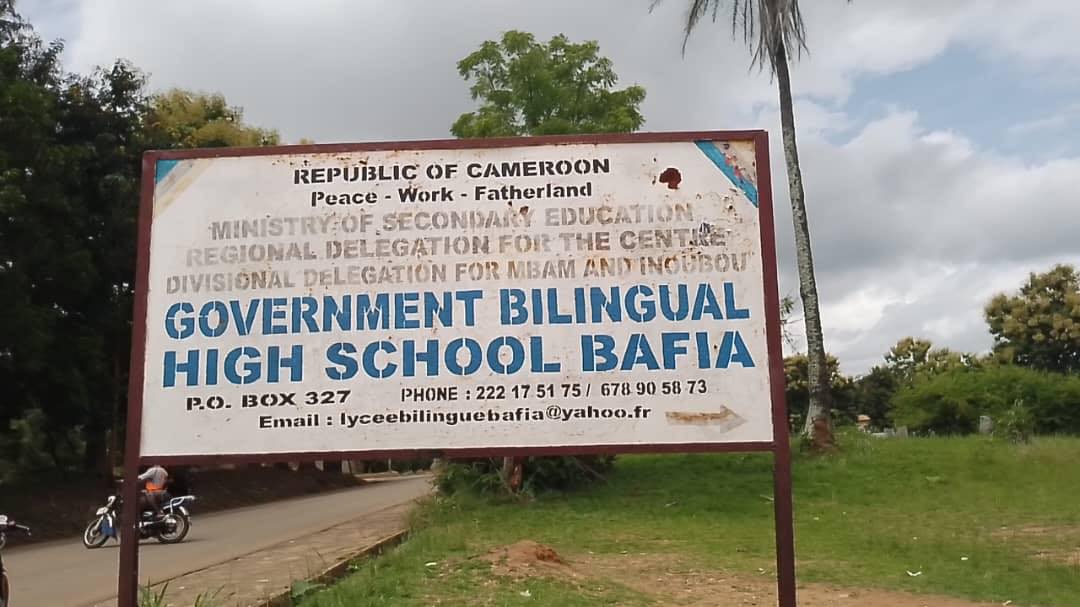 REPUBLIC OF CAMEROON
Peace - Work - Fatherland
MINISTRY OF SECONDARY EDUCATION
REGIONAL DELEGATION FOR THE CENTRE
DIVISIONAL DELEGATION FOR MBAM AND INOUBOU
GOVERNMENT BILINGUAL
HIGH SCHOOL BAFIA
P.O. BOX 327 PHONE : 222 17 51 75 / 678 90 58 73
Email : lyceebilinguebafia@yahoo.fr